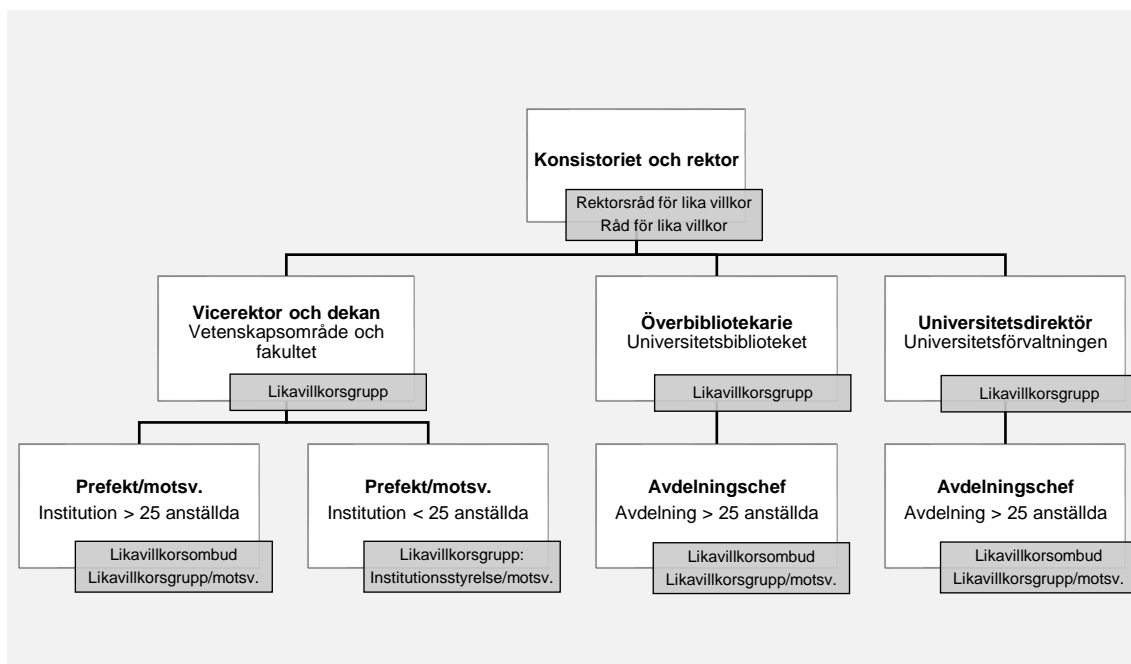 Konsistoriet och rektor
Rektorsråd för lika villkor
Råd för lika villkor
Vicerektor och dekan
Vetenskapsområde och
fakultet
Likavillkorsgrupp
Överbibliotekarie
Universitetsbiblioteket
Likavillkorsgrupp
Universitetsdirektör
Universitetsförvaltningen
Likavillkorsgrupp
Prefekt/motsv.
Institution > 25 anställda
Likavillkorsombud
Likavillkorsgrupp/motsv.
Prefekt/motsv.
Institution < 25 anställda
Likavillkorsgrupp:
Institutionsstyrelse/motsv.
Avdelningschef
Avdelning > 25 anställda
Likavillkorsombud
Likavillkorsgrupp/motsv.
Avdelningschef
Avdelning > 25 anställda
Likavillkorsombud
Likavillkorsgrupp/motsv.